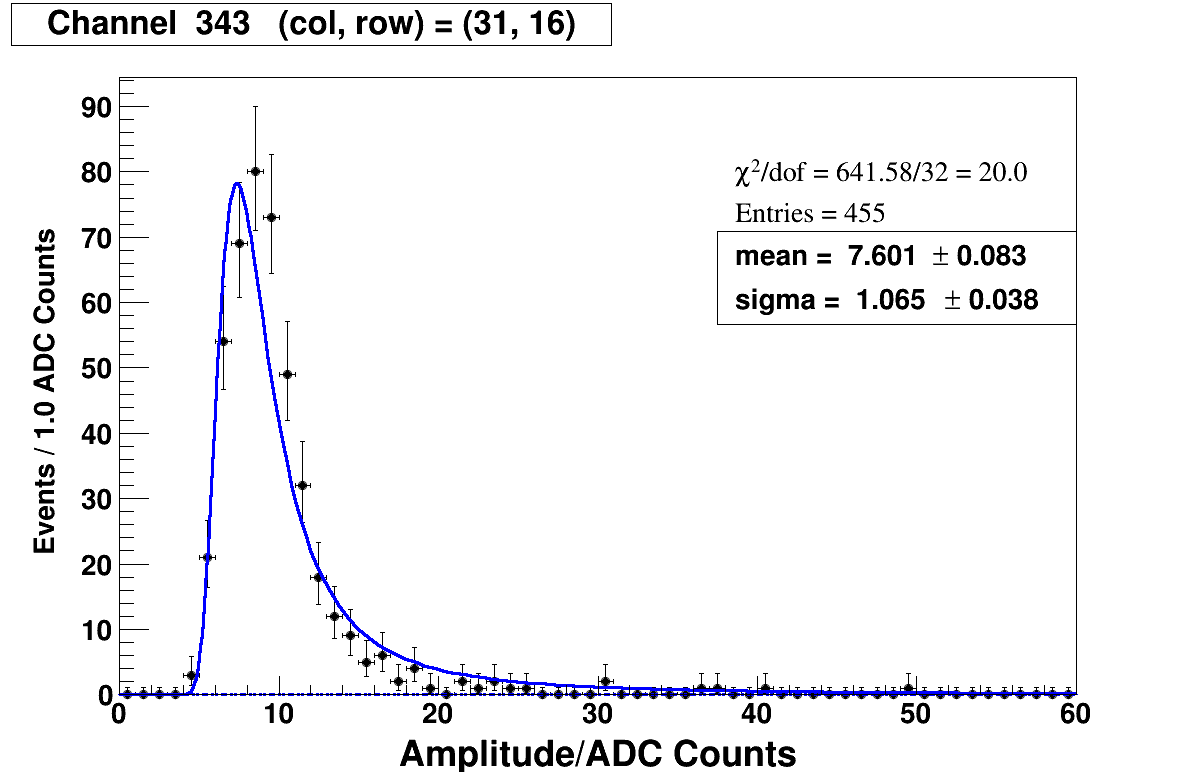 Channel 343 (col, row) = (31, 16)
90
80
70
60
50
40
30
20
10
0
Events / 1.0 ADC Counts
χ²/dof = 641.58/32 = 20.0
Entries = 455
mean = 7.601 ± 0.083
sigma = 1.065 ± 0.038
0 10 20 30 40 50 60
Amplitude/ADC Counts